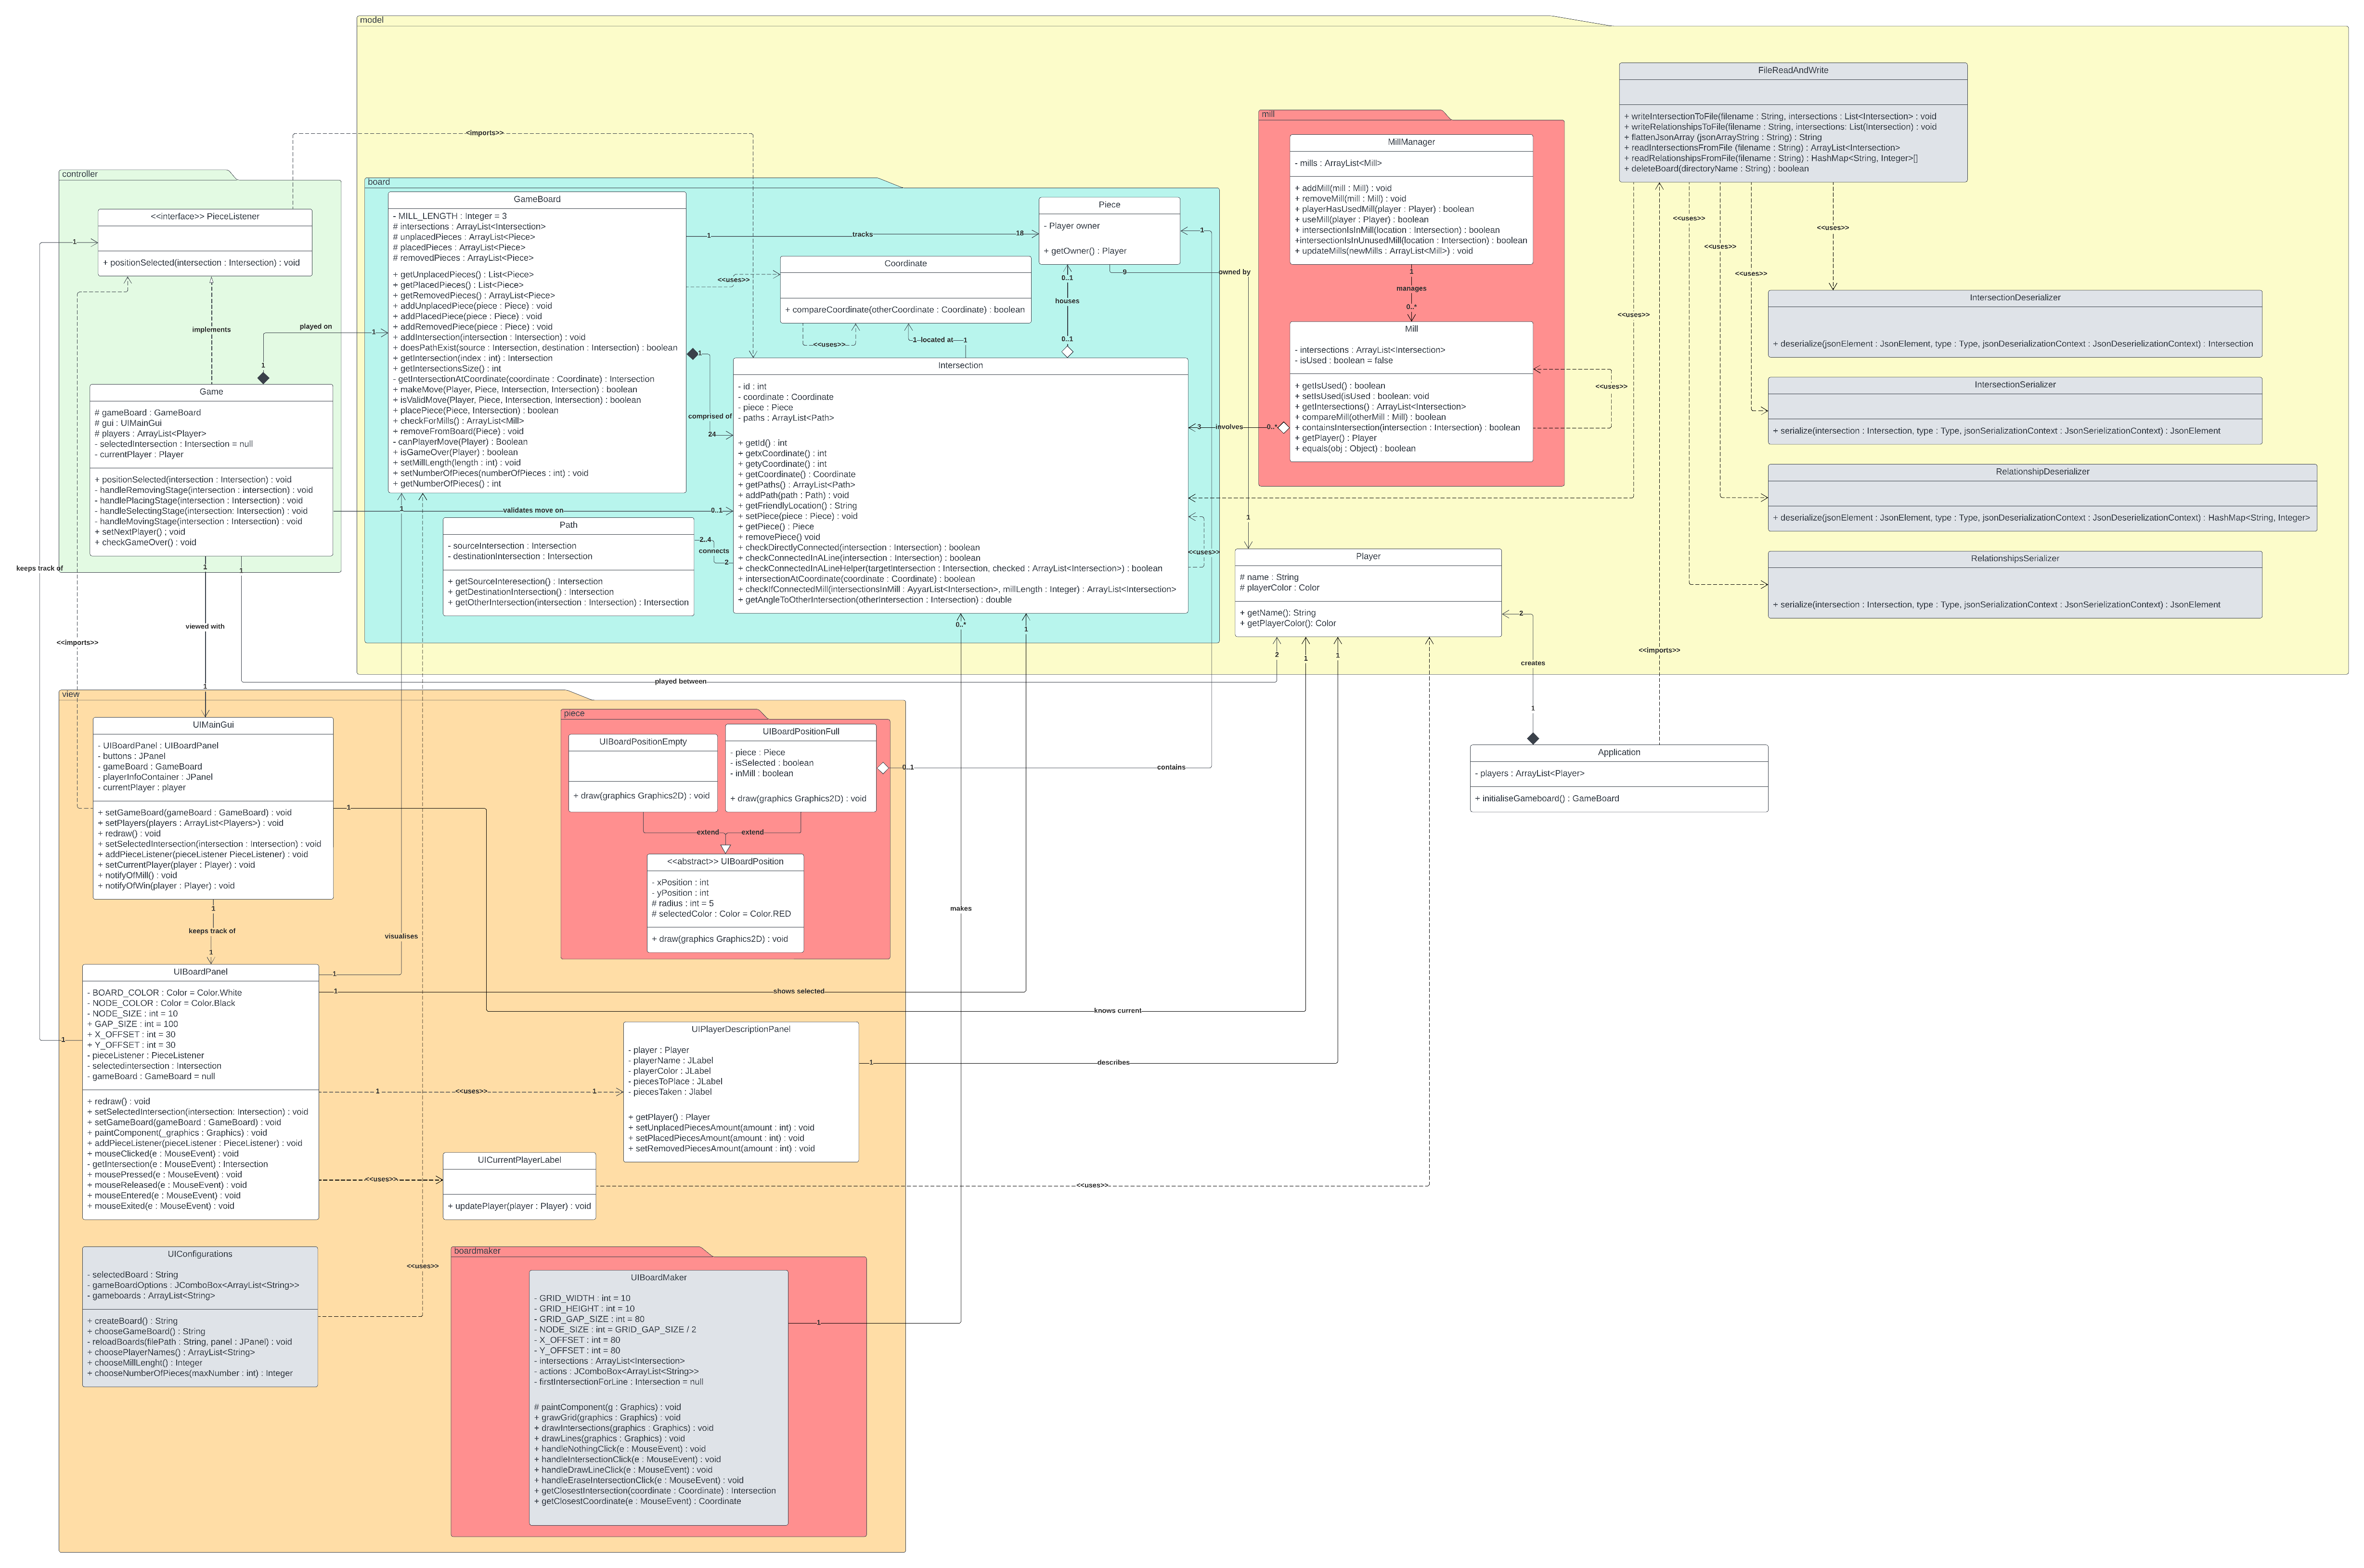 model
FileReadAndWrite
+ writeIntersectionToFile(filename : String, intersections : List<Intersection) : void
+ writeRelationshipsToFile(filename : String, intersections: List(Intersection) : void
+ flattenJsonArray (jsonArrayString : String) : String
+ readIntersectionsFromFile (filename : String) : ArrayList<Intersection>
+ readRelationshipsFromFile(filename : String) : HashMap<String, Integer>[]
+ deleteBoard(directoryName : String) : boolean
mill
MillManager
- mills : ArrayList<Mill>
+ addMill(mill : Mill) : void
+ removeMill(mill : Mill) : void
+ playerHasUsedMill(player : Player) : boolean
+ useMill(player : Player) : boolean
+ intersectionIsInMill(location : Intersection) : boolean
+intersectionIsInUnusedMill(location : Intersection) : boolean
+ updateMills(newMills : ArrayList<Mill>) : void
1
manages
0..*
Mill
- intersections : ArrayList<Intersection>
- isUsed : boolean = false
+ getIsUsed() : boolean
+ setIsUsed(isUsed : boolean: void
+ getIntersections() : ArrayList<Intersection>
+ compareMill(otherMill : Mill) : boolean
+ containsIntersection(intersection : Intersection) : boolean
+ getPlayer() : Player
+ equals(obj : Object) : boolean
<<uses>>
3 involves 0..*
<imports>>
controller
<<interface>> PieceListener
+ positionSelected(intersection : Intersection) : void
1
implements
played on
1
1
Game
# gameBoard : GameBoard
# gui : UIMainGui
# players : ArrayList<Player>
- selectedIntersection : Intersection = null
- currentPlayer : Player
+ positionSelected(intersection : Intersection) : void
- handleRemovingStage(intersection : intersection) : void
- handlePlacingStage(intersection : Intersection) : void
- handleSelectingStage(intersection: Intersection) : void
- handleMovingStage(intersection : Intersection) : void
+ setNextPlayer() ; void
+ checkGameOver() : void
board
GameBoard
- MILL_LENGTH : Integer = 3
# intersections : ArrayList<Intersection>
# unplacedPieces : ArrayList<Piece>
# placedPieces : ArrayList<Piece>
# removedPieces : ArrayList<Piece>
+ getUnplacedPieces() : List<Piece>
+ getPlacedPieces() : List<Piece>
+ getRemovedPieces() : ArrayList<Piece>
+ addUnplacedPiece(piece : Piece) : void
+ addPlacedPiece(piece : Piece) : void
+ addRemovedPiece(piece : Piece) : void
+ addIntersection(intersection : Intersection) : void
+ doesPathExist(source : Intersection, destination : Intersection) : boolean
+ getIntersection(index : int) : Intersection
+ getIntersectionsSize() : int
- getIntersectionAtCoordinate(coordinate : Coordinate) : Intersection
+ makeMove(Player, Piece, Intersection, Intersection) : boolean
+ isValidMove(Player, Piece, Intersection, Intersection) : boolean
+ placePiece(Piece, Intersection) : boolean
+ checkForMills() : ArrayList<Mill>
+ removeFromBoard(Piece) : void
- canPlayerMove(Player) : Boolean
+ isGameOver(Player) : boolean
+ setMillLength(length : int) : void
+ setNumberOfPieces(numberOfPieces : int) : void
+ getNumberOfPieces() : int
1 tracks 18
Piece
- Player owner
+ getOwner() : Player
1
9
owned by
1
<<uses>>
Coordinate
+ compareCoordinate(otherCoordinate : Coordinate) : boolean
<<uses>>
1 located at 1
0..1
houses
0..1
1
comprised of
24
Intersection
- id : int
- coordinate : Coordinate
- piece : Piece
- paths : ArrayList<Path>
+ getId() : int
+ getxCoordinate() : int
+ getyCoordinate() : int
+ getCoordinate() : Coordinate
+ getPaths() : ArrayList<Path>
+ addPath(path : Path) : void
+ getFriendlyLocation() : String
+ setPiece(piece : Piece) : void
+ getPiece() : Piece
+ removePiece() void
+ checkDirectlyConnected(intersection : Intersection) : boolean
+ checkConnectedInALine(intersection : Intersection) : boolean
+ checkConnectedInALineHelper(targetIntersection : Intersection, checked : ArrayList<Intersection>) : boolean
+ intersectionAtCoordinate(coordinate : Coordinate) : boolean
+ checkIfConnectedMill(intersectionsInMill : AyyarList<Intersection>, millLength : Integer) : ArrayList<Intersection>
+ getAngleToOtherIntersection(otherIntersection : Intersection) : double
<<uses>>
validates move on 0..1
1
Path
- sourceIntersection : Intersection
- destinationIntersection : Intersection
+ getSourceInteresection() : Intersection
+ getDestinationIntersection() : Intersection
+ getOtherIntersection(intersection : Intersection) : Intersection
2..4
connects
2
Player
# name : String
# playerColor : Color
+ getName(): String
+ getPlayerColor(): Color
2
1
1
2
creates
1
<<uses>>
<<uses>>
<<uses>>
<<uses>>
<<uses>>
<<imports>>
IntersectionDeserializer
+ deserialize(jsonElement : JsonElement, type : Type, jsonDeserializationContext : JsonDeserializationContext) : Intersection
IntersectionSerializer
+ serialize(intersection : Intersection, type : Type, jsonSerializationContext : JsonSerielizationContext) : JsonElement
RelationshipDeserializer
+ deserialize(jsonElement : JsonElement, type : Type, jsonDeserializationContext : JsonDeserielizationContext) : HashMap<String, Integer>
RelationshipsSerializer
+ serialize(intersection : Intersection, type : Type, jsonSerializationContext : JsonSerielizationContext) : JsonElement
Application
- players : ArrayList<Player>
+ initialiseGameboard() : GameBoard
keeps track of
1
1
viewed with
1
<<imports>>
played between
0..*
1
view
UIMainGui
- UIBoardPanel : UIBoardPanel
- buttons : JPanel
- gameBoard : GameBoard
- playerInfoContainer : JPanel
- currentPlayer : player
+ setGameBoard(gameBoard : GameBoard) : void
+ setPlayers(players : ArrayList<Players>) : void
+ redraw() : void
+ setSelectedIntersection(intersection : Intersection) : void
+ addPieceListener(pieceListener PieceListener) : void
+ setCurrentPlayer(player : Player) : void
+ notifyOfMill() : void
+ notifyOfWin(player : Player) : void
1
1
keeps track of
1
piece
UIBoardPositionEmpty
+ draw(graphics Graphics2D) : void
UIBoardPositionFull
- piece : Piece
- isSelected : boolean
- inMill : boolean
+ draw(graphics Graphics2D) : void
0..1 contains
extend extend
<<abstract>> UIBoardPosition
- xPosition : int
- yPosition : int
# radius : int = 5
# selectedColor : Color = Color.RED
+ draw(graphics Graphics2D) : void
makes
visualises
UIBoardPanel
- BOARD_COLOR : Color = Color.White
- NODE_COLOR : Color = Color.Black
- NODE_SIZE : int = 10
+ GAP_SIZE : int = 100
+ X_OFFSET : int = 30
+ Y_OFFSET : int = 30
- pieceListener : PieceListener
- selectedintersection : Intersection
- gameBoard : GameBoard = null
+ redraw() : void
+ setSelectedIntersection(intersection: Intersection) : void
+ setGameBoard(gameBoard : GameBoard) : void
+ paintComponent(_graphics : Graphics) : void
+ addPieceListener(pieceListener : PieceListener) : void
+ mouseClicked(e : MouseEvent) : void
- getIntersection(e : MouseEvent) : Intersection
+ mousePressed(e : MouseEvent) : void
+ mouseReleased(e : MouseEvent) : void
+ mouseEntered(e : MouseEvent) : void
+ mouseExited(e : MouseEvent) : void
1
1 shows selected
knows current
1
1 <<uses>> 1
<<uses>>
UIPlayerDescriptionPanel
- player : Player
- playerName : JLabel
- playerColor : JLabel
- piecesToPlace : JLabel
- piecesTaken : Jlabel
+ getPlayer() : Player
+ setUnplacedPiecesAmount(amount : int) : void
+ setPlacedPiecesAmount(amount : int) : void
+ setRemovedPiecesAmount(amount : int) : void
1 describes
UICurrentPlayerLabel
+ updatePlayer(player : Player) : void
<<uses>>
UIConfigurations
- selectedBoard : String
- gameBoardOptions : JComboBox<ArrayList<String>>
- gameboards : ArrayList<String>
+ createBoard() : String
+ chooseGameBoard() : String
- reloadBoards(filePath : String, panel : JPanel) : void
+ choosePlayerNames() : ArrayList<String>
+ chooseMillLenght() : Integer
+ chooseNumberOfPieces(maxNumber : int) : Integer
<<uses>>
boardmaker
UIBoardMaker
- GRID_WIDTH : int = 10
- GRID_HEIGHT : int = 10
- GRID_GAP_SIZE : int = 80
- NODE_SIZE : int = GRID_GAP_SIZE / 2
- X_OFFSET : int = 80
- Y_OFFSET : int = 80
- intersections : ArrayList<Intersection>
- actions : JComboBox<ArrayList<String>>
- firstIntersectionForLine : Intersection = null
# paintComponent(g : Graphics) : void
+ grawGrid(graphics : Graphics) : void
+ drawIntersections(graphics : Graphics) : void
+ drawLines(graphics : Graphics) : void
+ handleNothingClick(e : MouseEvent) : void
+ handleIntersectionClick(e : MouseEvent) : void
+ handleDrawLineClick(e : MouseEvent) : void
+ handleEraseIntersectionClick(e : MouseEvent) : void
+ getClosestIntersection(coordinate : Coordinate) : Intersection
+ getClosestCoordinate(e : MouseEvent) : Coordinate
1